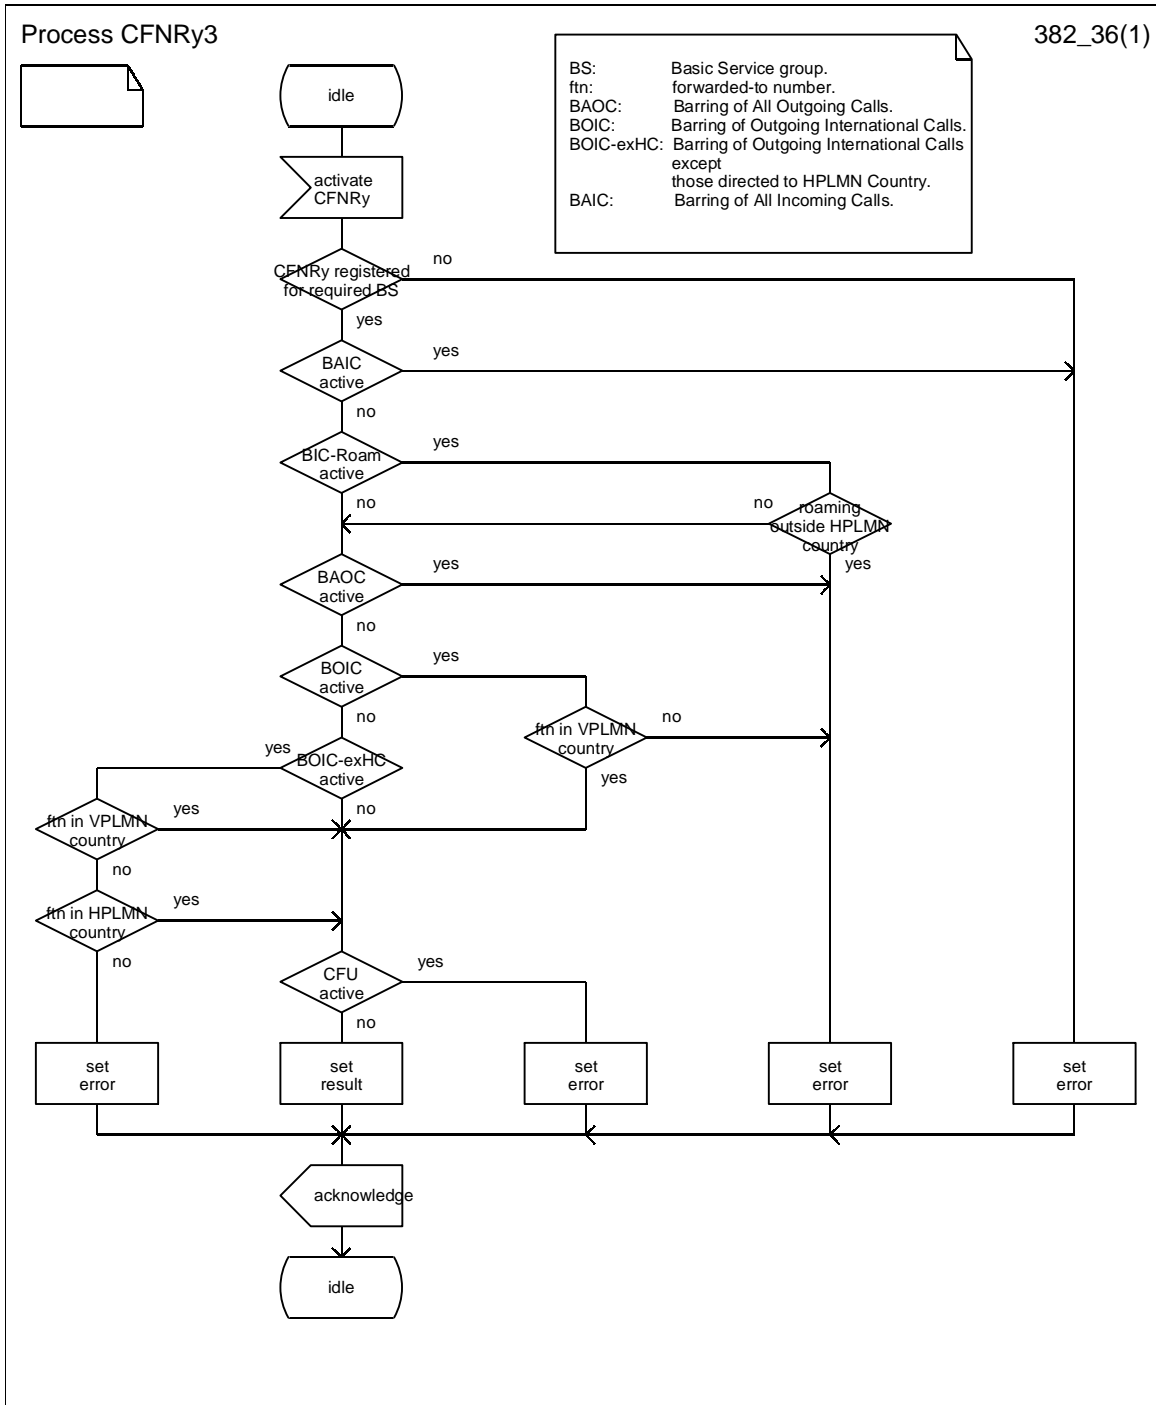 Process CFNRy3
382_36(1)
idle
BS: Basic Service group.
ftn: forwarded-to number.
BAOC: Barring of All Outgoing Calls.
BOIC: Barring of Outgoing International Calls.
BOIC-exHC: Barring of Outgoing International Calls
except
those directed to HPLMN Country.
BAIC: Barring of All Incoming Calls.
activate
CFNRy
CFNRy registered
for required BS
no
yes
BAIC
active
yes
no
BIC-Roam
active
yes
no
roaming
outside HPLMN
country
no
yes
BAOC
active
yes
no
BOIC
active
yes
no
ftn in VPLMN
country
no
yes
BOIC-exHC
active
yes
no
ftn in VPLMN
country
yes
no
ftn in HPLMN
country
yes
no
CFU
active
yes
no
set
error
set
result
set
error
set
error
set
error
acknowledge
idle